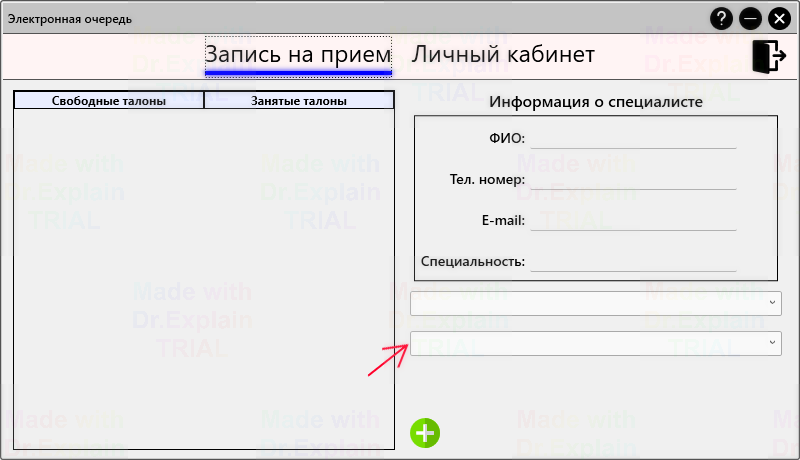 Электронная очередь
Запись на прием Личный кабинет
Свободные талоны Занятые талоны
Информация о специалисте
ФИО:
Тел. номер:
E-mail:
Специальность:
Made with
Dr.Explain
TRIAL